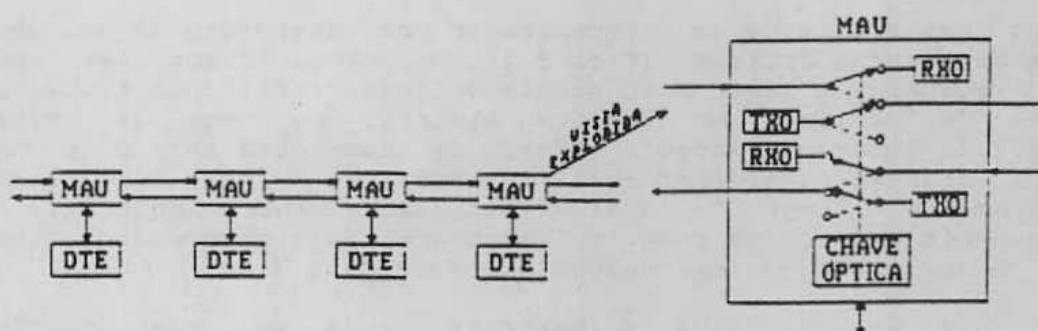 MAU
RXO
TXO
RXO
TXO
CHAVE
ÓPTICA
VISTA
EXPLODIDA
MAU MAU MAU MAU
DTE DTE DTE DTE